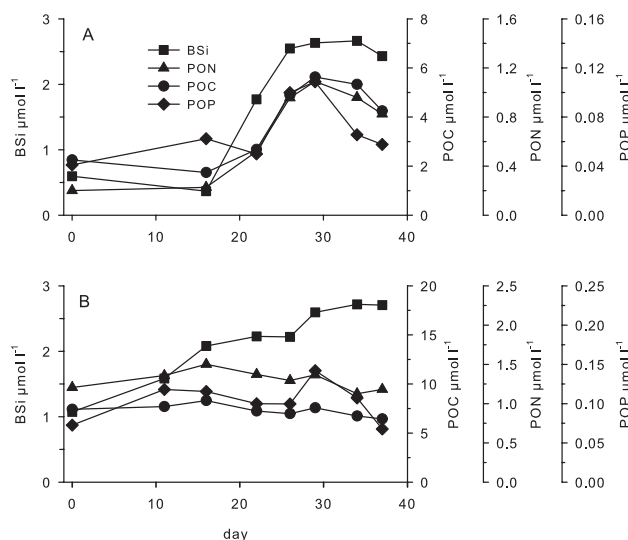 A
BSi
PON
POC
POP
3
2
1
0
BSi µmol l⁻¹
8
6
4
2
0
POC µmol l⁻¹
1.6
1.2
0.8
0.4
0.0
PON µmol l⁻¹
0.16
0.12
0.08
0.04
0.00
POP µmol l⁻¹
0 10 20 30 40
B
3
2
1
0
BSi µmol l⁻¹
20
15
10
5
0
POC µmol l⁻¹
2.5
2.0
1.5
1.0
0.5
0.0
PON µmol l⁻¹
0.25
0.20
0.15
0.10
0.05
0.00
POP µmol l⁻¹
0 10 20 30 40
day